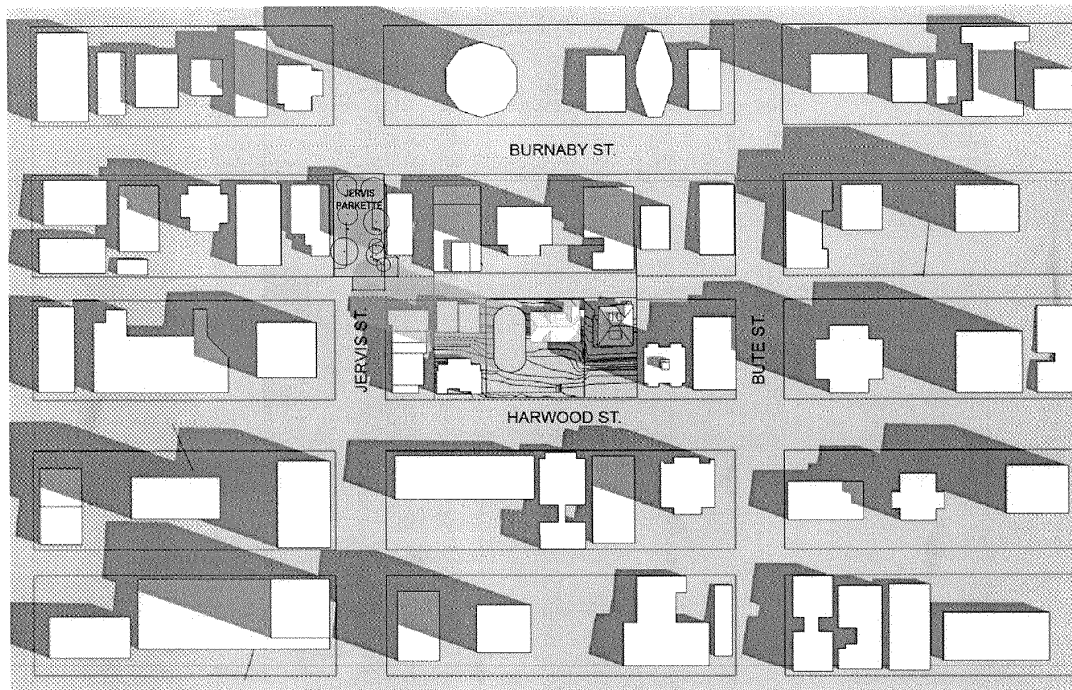 BURNABY ST.
JERVIS
PARKETTE
JERVIS ST.
BUTE ST.
HARWOOD ST.